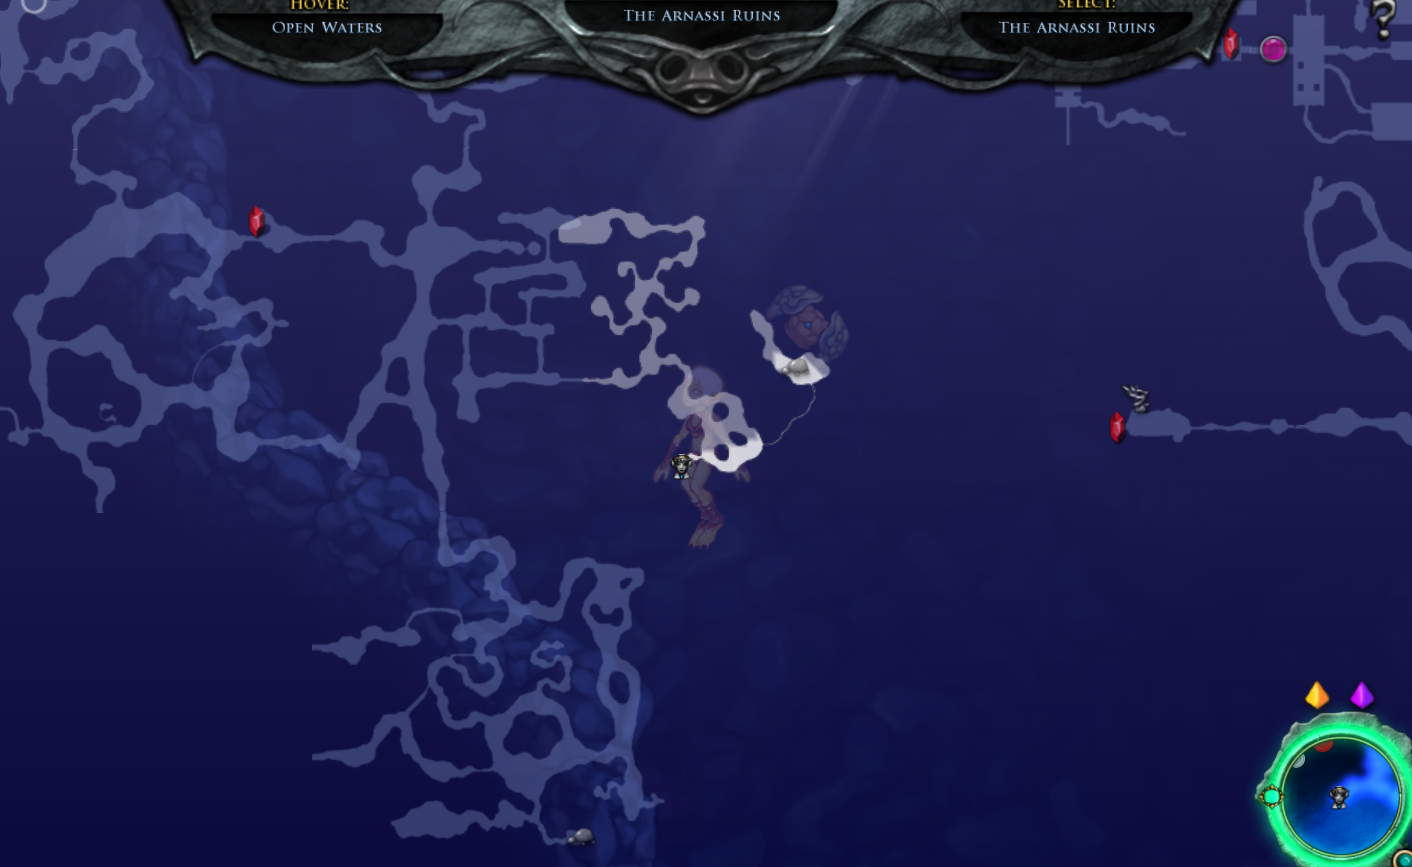 HOVER:
OPEN WATERS
THE ARNASSI RUINS
SELECT:
THE ARNASSI RUINS
?